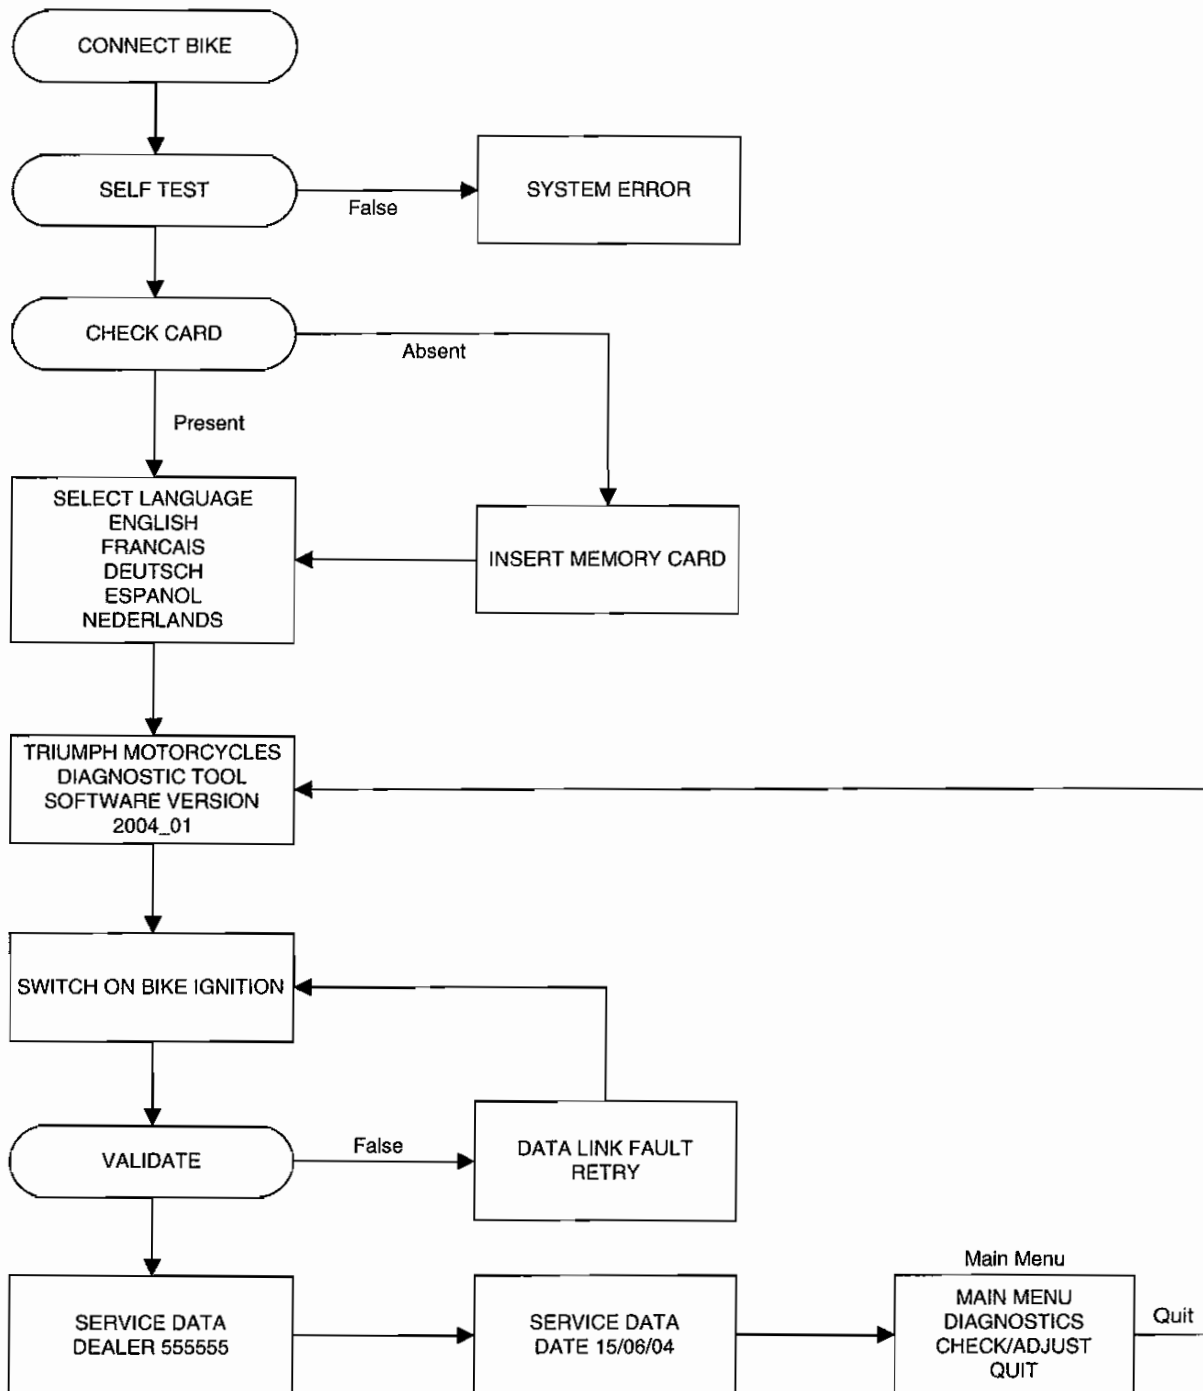 CONNECT BIKE
SELF TEST
False
SYSTEM ERROR
CHECK CARD
Absent
Present
SELECT LANGUAGE
ENGLISH
FRANCAIS
DEUTSCH
ESPANOL
NEDERLANDS
INSERT MEMORY CARD
TRIUMPH MOTORCYCLES
DIAGNOSTIC TOOL
SOFTWARE VERSION
2004_01
SWITCH ON BIKE IGNITION
VALIDATE
False
DATA LINK FAULT
RETRY
SERVICE DATA
DEALER 555555
SERVICE DATA
DATE 15/06/04
Main Menu
MAIN MENU
DIAGNOSTICS
CHECK/ADJUST
QUIT
Quit